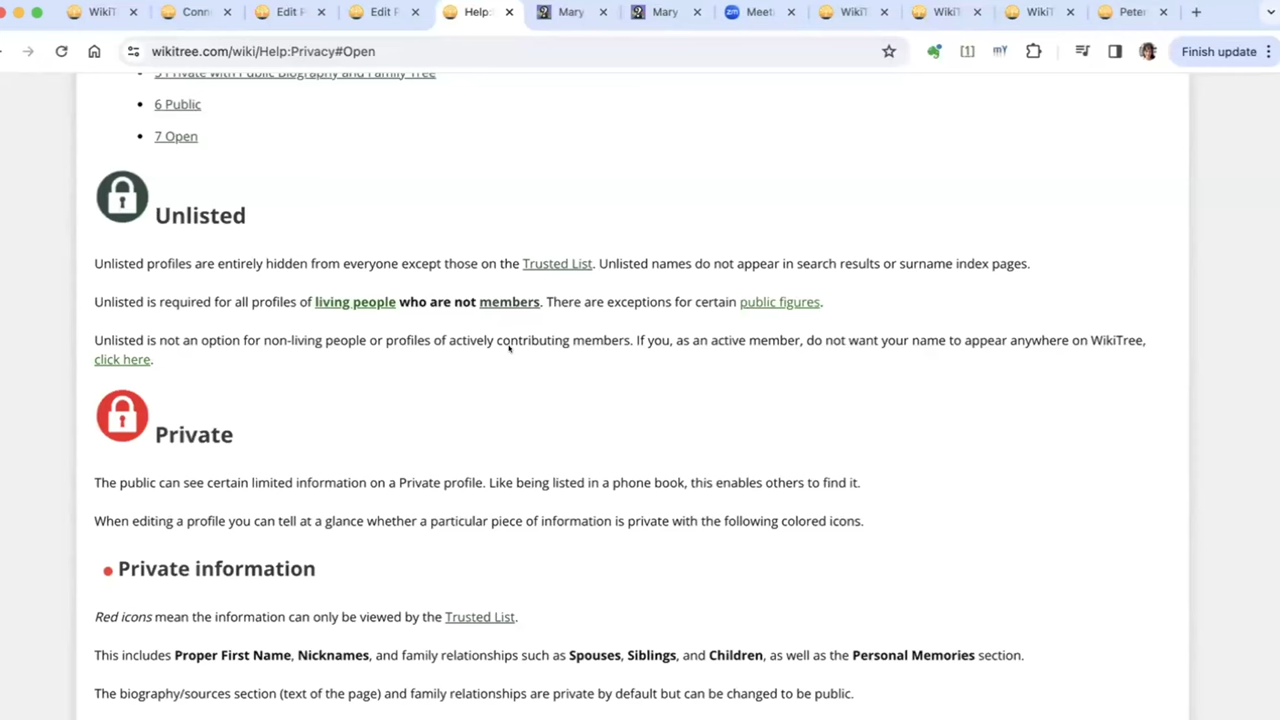 WikiT
Conn
Edit P
Edit P
Help:
Mary
Mary
Meeti
WikiT
WikiT
WikiT
Peter
wikitree.com/wiki/Help:Privacy#Open
Finish update
5 Private with Public Biography and Family Tree
6 Public
7 Open
Unlisted
Unlisted profiles are entirely hidden from everyone except those on the Trusted List. Unlisted names do not appear in search results or surname index pages.
Unlisted is required for all profiles of living people who are not members. There are exceptions for certain public figures.
Unlisted is not an option for non-living people or profiles of actively contributing members. If you, as an active member, do not want your name to appear anywhere on WikiTree,
click here.
Private
The public can see certain limited information on a Private profile. Like being listed in a phone book, this enables others to find it.
When editing a profile you can tell at a glance whether a particular piece of information is private with the following colored icons.
Private information
Red icons mean the information can only be viewed by the Trusted List.
This includes Proper First Name, Nicknames, and family relationships such as Spouses, Siblings, and Children, as well as the Personal Memories section.
The biography/sources section (text of the page) and family relationships are private by default but can be changed to be public.